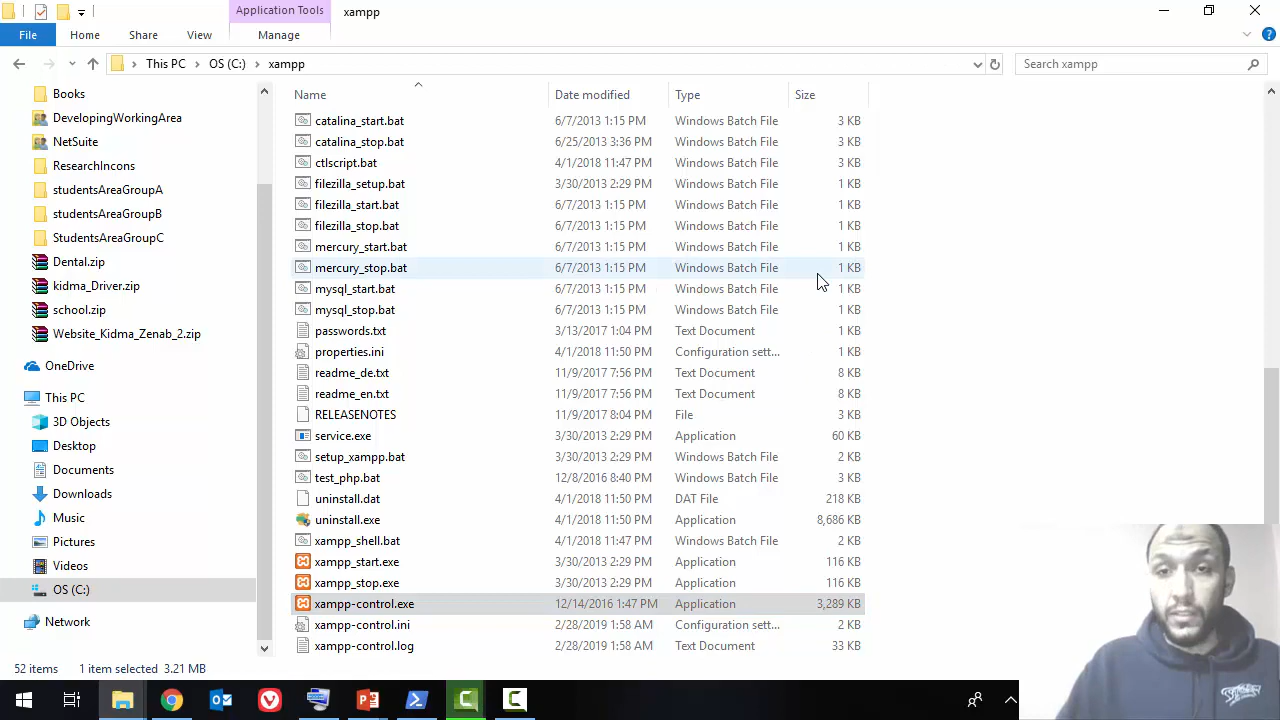 Application Tools
xampp
File
Home
Share
View
Manage
This PC
OS (C:)
xampp
Search xampp
Books
DevelopingWorkingArea
NetSuite
ResearchIncons
studentsAreaGroupA
studentsAreaGroupB
StudentsAreaGroupC
Dental.zip
kidma_Driver.zip
school.zip
Website_Kidma_Zenab_2.zip
OneDrive
This PC
3D Objects
Desktop
Documents
Downloads
Music
Pictures
Videos
OS (C:)
Network
Name Date modified Type Size
catalina_start.bat 6/7/2013 1:15 PM Windows Batch File 3 KB
catalina_stop.bat 6/25/2013 3:36 PM Windows Batch File 3 KB
ctlscript.bat 4/1/2018 11:47 PM Windows Batch File 3 KB
filezilla_setup.bat 3/30/2013 2:29 PM Windows Batch File 1 KB
filezilla_start.bat 6/7/2013 1:15 PM Windows Batch File 1 KB
filezilla_stop.bat 6/7/2013 1:15 PM Windows Batch File 1 KB
mercury_start.bat 6/7/2013 1:15 PM Windows Batch File 1 KB
mercury_stop.bat 6/7/2013 1:15 PM Windows Batch File 1 KB
mysql_start.bat 6/7/2013 1:15 PM Windows Batch File 1 KB
mysql_stop.bat 6/7/2013 1:15 PM Windows Batch File 1 KB
passwords.txt 3/13/2017 1:04 PM Text Document 1 KB
properties.ini 4/1/2018 11:50 PM Configuration sett... 1 KB
readme_de.txt 11/9/2017 7:56 PM Text Document 8 KB
readme_en.txt 11/9/2017 7:56 PM Text Document 8 KB
RELEASENOTES 11/9/2017 8:04 PM File 3 KB
service.exe 3/30/2013 2:29 PM Application 60 KB
setup_xampp.bat 3/30/2013 2:29 PM Windows Batch File 2 KB
test_php.bat 12/8/2016 8:40 PM Windows Batch File 3 KB
uninstall.dat 4/1/2018 11:50 PM DAT File 218 KB
uninstall.exe 4/1/2018 11:50 PM Application 8,686 KB
xampp_shell.bat 4/1/2018 11:47 PM Windows Batch File 2 KB
xampp_start.exe 3/30/2013 2:29 PM Application 116 KB
xampp_stop.exe 3/30/2013 2:29 PM Application 116 KB
xampp-control.exe 12/14/2016 1:47 PM Application 3,289 KB
xampp-control.ini 2/28/2019 1:58 AM Configuration sett... 2 KB
xampp-control.log 2/28/2019 1:58 AM Text Document 33 KB
52 items 1 item selected 3.21 MB